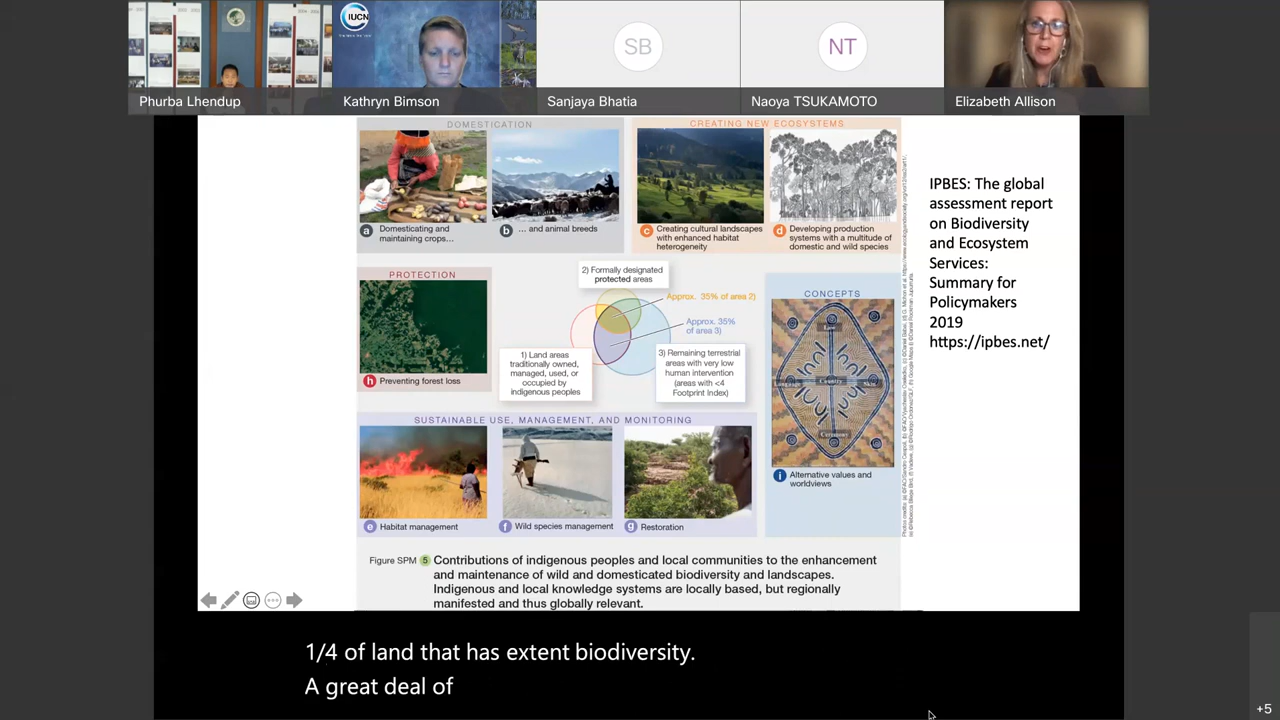 IUCN
SB
NT
Phurba Lhendup
Kathryn Bimson
Sanjaya Bhatia
Naoya TSUKAMOTO
Elizabeth Allison
DOMESTICATION
CREATING NEW ECOSYSTEMS
a Domesticating and
maintaining crops...
b ... and animal breeds
c Creating cultural landscapes
with enhanced habitat
heterogeneity
d Developing production
systems with a multitude of
domestic and wild species
PROTECTION
h Preventing forest loss
2) Formally designated
protected areas
Approx. 35% of area 2)
Approx. 35%
of area 3)
1) Land areas
traditionally owned,
managed, used, or
occupied by
indigenous peoples
3) Remaining terrestrial
areas with very low
human intervention
(areas with <4
Footprint Index)
CONCEPTS
Law
Language
Country
Skin
Ceremony
i Alternative values and
worldviews
SUSTAINABLE USE, MANAGEMENT, AND MONITORING
e Habitat management
f Wild species management
g Restoration
Figure SPM 5 Contributions of indigenous peoples and local communities to the enhancement
and maintenance of wild and domesticated biodiversity and landscapes.
Indigenous and local knowledge systems are locally based, but regionally
manifested and thus globally relevant.
IPBES: The global
assessment report
on Biodiversity
and Ecosystem
Services:
Summary for
Policymakers
2019
https://ipbes.net/
1/4 of land that has extent biodiversity.
A great deal of
+5